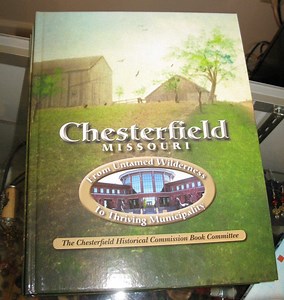 Chesterfield
MISSOURI
From Untamed Wilderness
To Thriving Municipality
The Chesterfield Historical Commission Book Committee